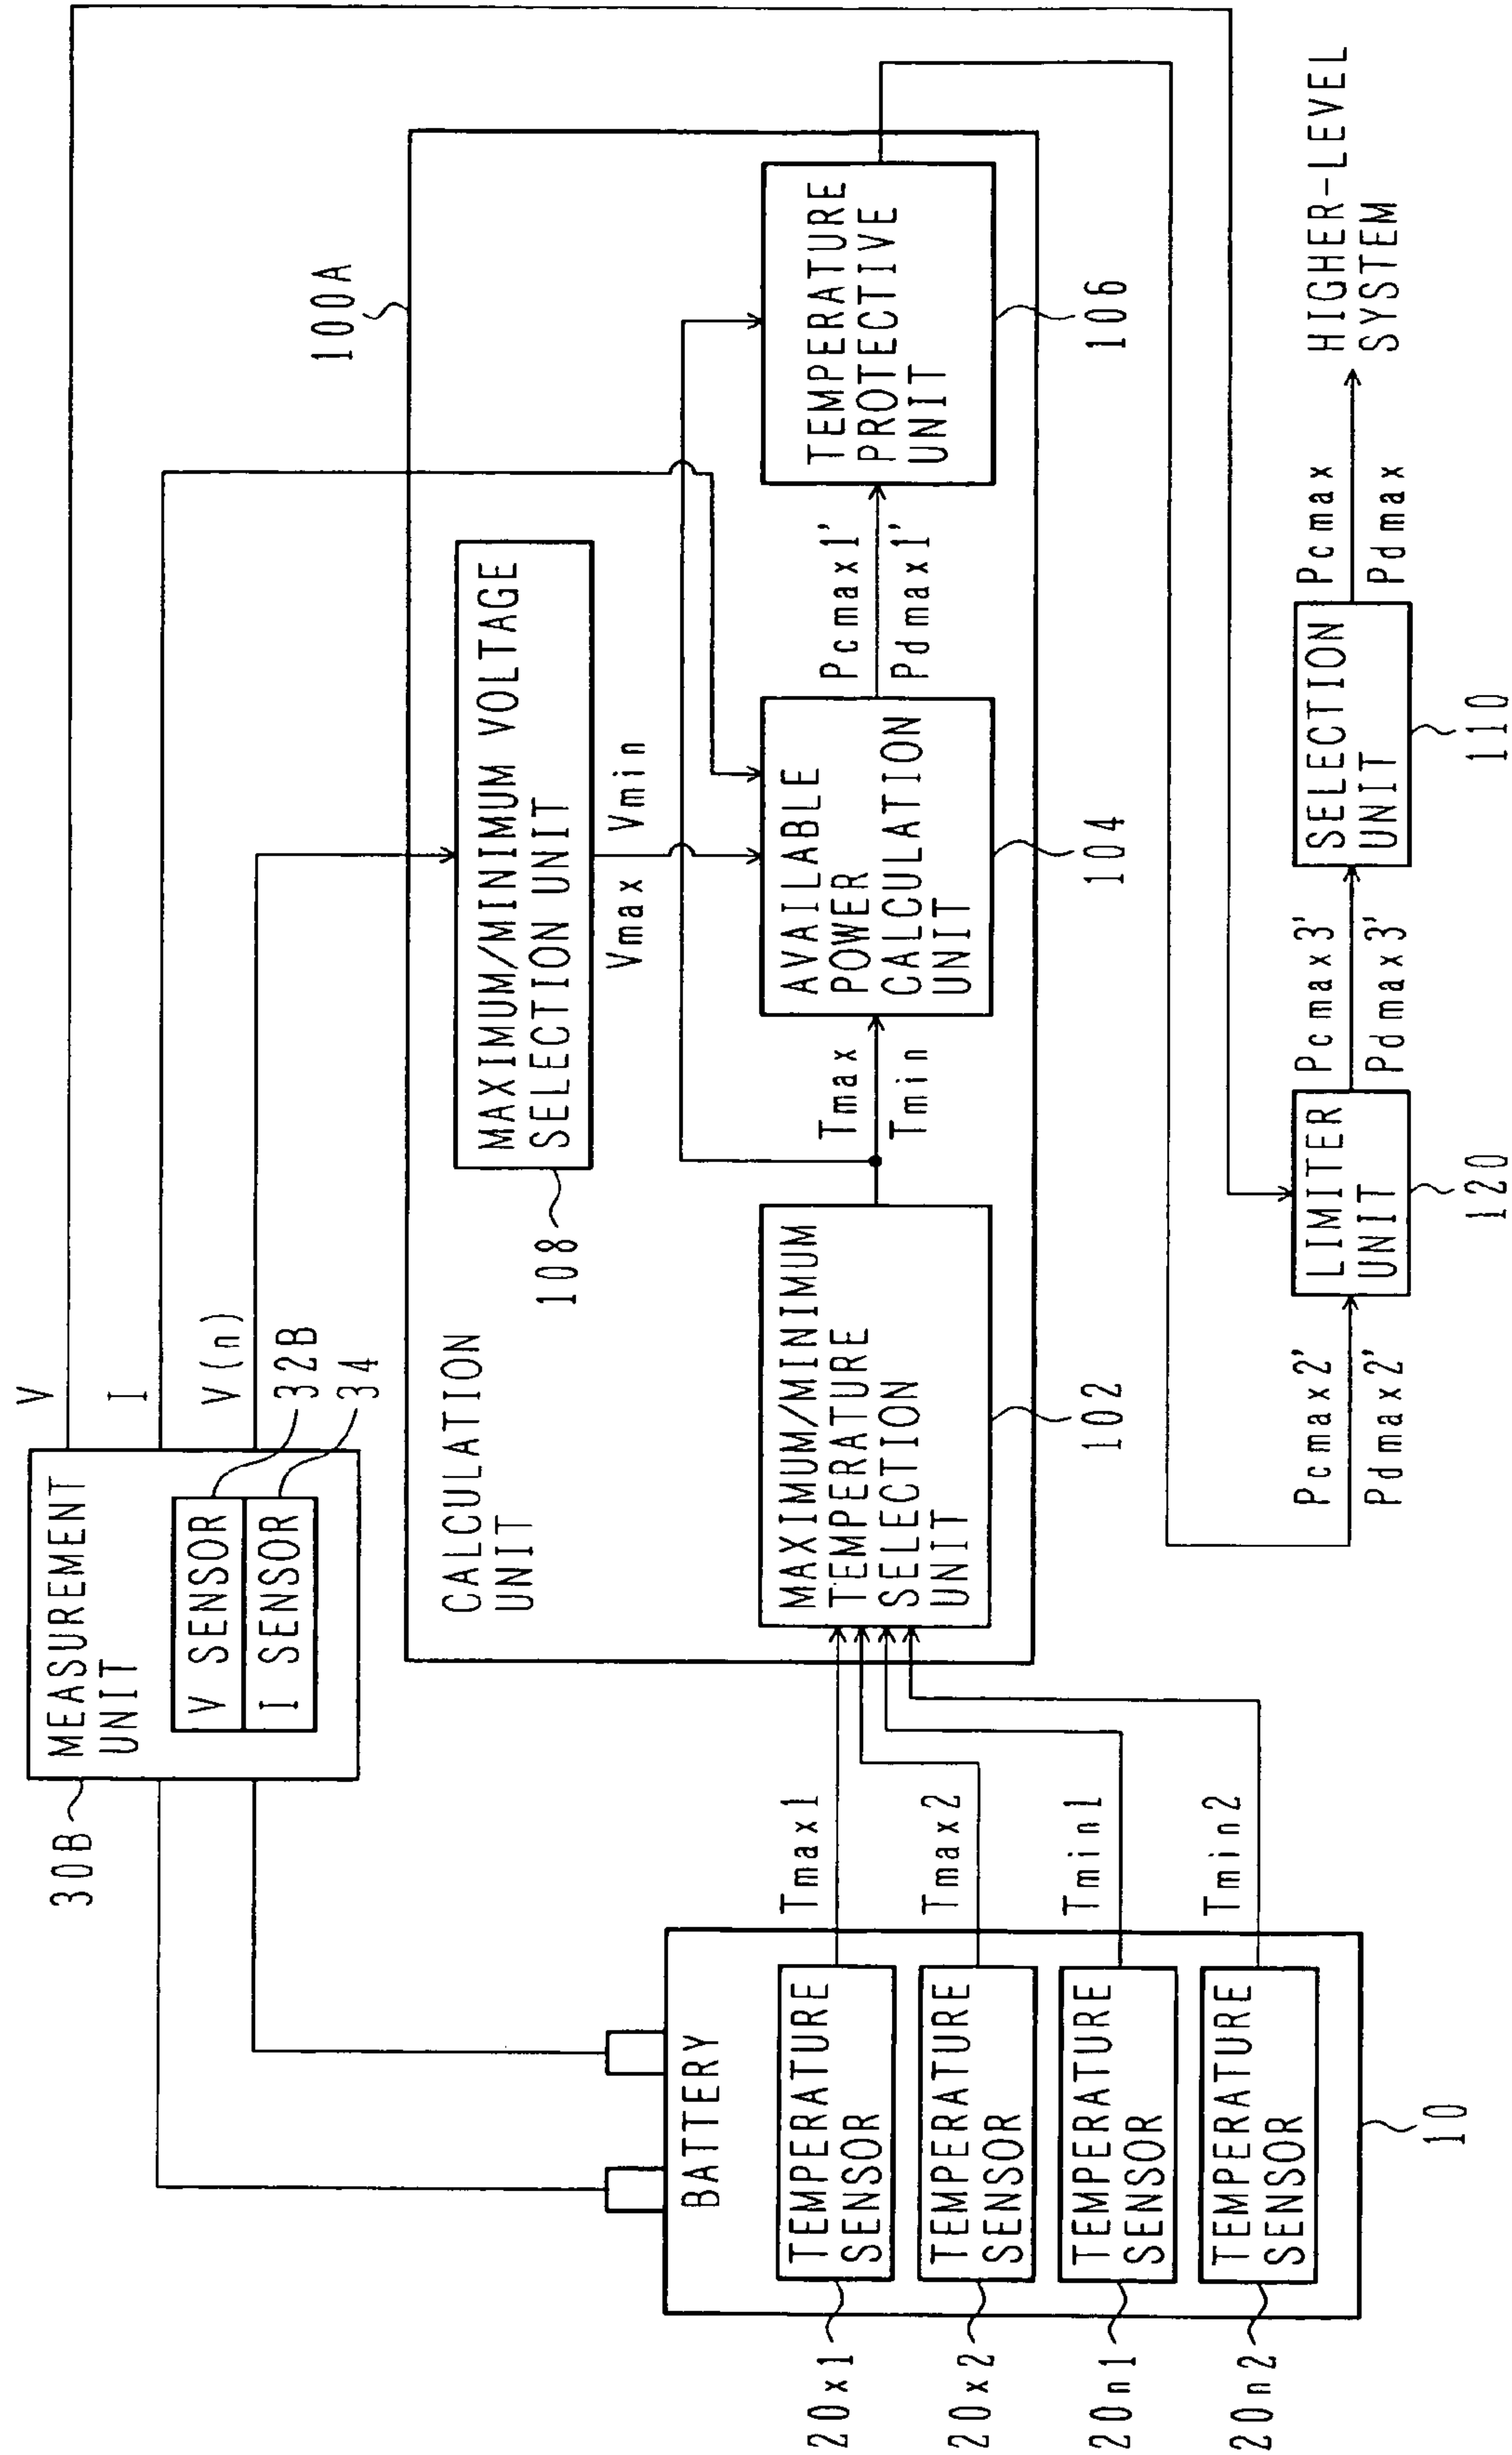 30B
MEASUREMENT
UNIT
V SENSOR
I SENSOR
V
I
V(n)
32B
34
100A
CALCULATION
UNIT
108
MAXIMUM/MINIMUM VOLTAGE
SELECTION UNIT
Vmax Vmin
BATTERY
TEMPERATURE
SENSOR
TEMPERATURE
SENSOR
TEMPERATURE
SENSOR
TEMPERATURE
SENSOR
20x1
20x2
20n1
20n2
10
Tmax1
Tmax2
Tmin1
Tmin2
MAXIMUM/MINIMUM
TEMPERATURE
SELECTION
UNIT
102
Tmax
Tmin
AVAILABLE
POWER
CALCULATION
UNIT
104
Pcmax1'
Pdmax1'
TEMPERATURE
PROTECTIVE
UNIT
106
Pcmax2'
Pdmax2'
LIMITER
UNIT
120
Pcmax3'
Pdmax3'
SELECTION
UNIT
110
Pcmax
Pdmax
HIGHER-LEVEL
SYSTEM